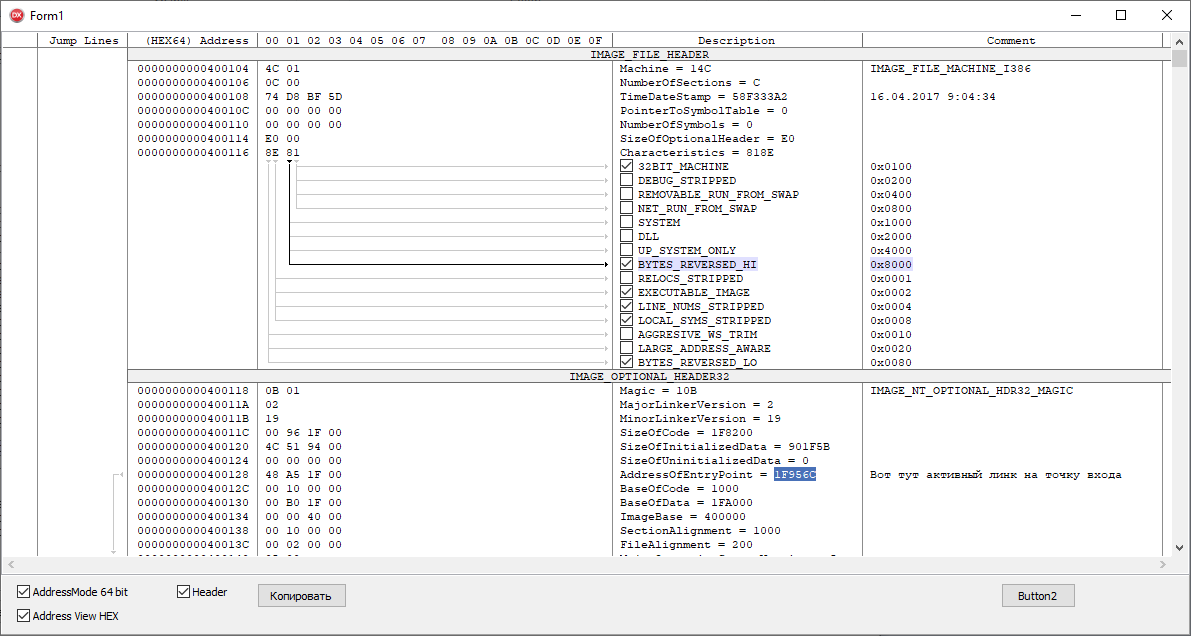 Form1
Jump Lines (HEX64) Address 00 01 02 03 04 05 06 07 08 09 0A 0B 0C 0D 0E 0F Description Comment
IMAGE_FILE_HEADER
0000000000400104 4C 01 Machine = 14C IMAGE_FILE_MACHINE_I386
0000000000400106 0C 00 NumberOfSections = C
0000000000400108 74 D8 BF 5D TimeDateStamp = 58F333A2 16.04.2017 9:04:34
000000000040010C 00 00 00 00 PointerToSymbolTable = 0
0000000000400110 00 00 00 00 NumberOfSymbols = 0
0000000000400114 E0 00 SizeOfOptionalHeader = E0
0000000000400116 8E 81 Characteristics = 818E
32BIT_MACHINE 0x0100
DEBUG_STRIPPED 0x0200
REMOVABLE_RUN_FROM_SWAP 0x0400
NET_RUN_FROM_SWAP 0x0800
SYSTEM 0x1000
DLL 0x2000
UP_SYSTEM_ONLY 0x4000
BYTES_REVERSED_HI 0x8000
RELOCS_STRIPPED 0x0001
EXECUTABLE_IMAGE 0x0002
LINE_NUMS_STRIPPED 0x0004
LOCAL_SYMS_STRIPPED 0x0008
AGGRESIVE_WS_TRIM 0x0010
LARGE_ADDRESS_AWARE 0x0020
BYTES_REVERSED_LO 0x0080
IMAGE_OPTIONAL_HEADER32
0000000000400118 0B 01 Magic = 10B IMAGE_NT_OPTIONAL_HDR32_MAGIC
000000000040011A 02 MajorLinkerVersion = 2
000000000040011B 19 MinorLinkerVersion = 19
000000000040011C 00 96 1F 00 SizeOfCode = 1F8200
0000000000400120 4C 51 94 00 SizeOfInitializedData = 901F5B
0000000000400124 00 00 00 00 SizeOfUninitializedData = 0
0000000000400128 48 A5 1F 00 AddressOfEntryPoint = 1F956C Вот тут активный линк на точку входа
000000000040012C 00 10 00 00 BaseOfCode = 1000
0000000000400130 00 B0 1F 00 BaseOfData = 1FA000
0000000000400134 00 00 40 00 ImageBase = 400000
0000000000400138 00 10 00 00 SectionAlignment = 1000
000000000040013C 00 02 00 00 FileAlignment = 200
AddressMode 64 bit Header Копировать Button2
Address View HEX